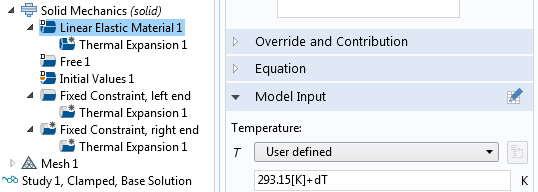 Solid Mechanics (solid)
Linear Elastic Material 1
Thermal Expansion 1
Free 1
Initial Values 1
Fixed Constraint, left end
Thermal Expansion 1
Fixed Constraint, right end
Thermal Expansion 1
Mesh 1
Study 1, Clamped, Base Solution
Override and Contribution
Equation
Model Input
Temperature:
T User defined
293.15[K]+dT K